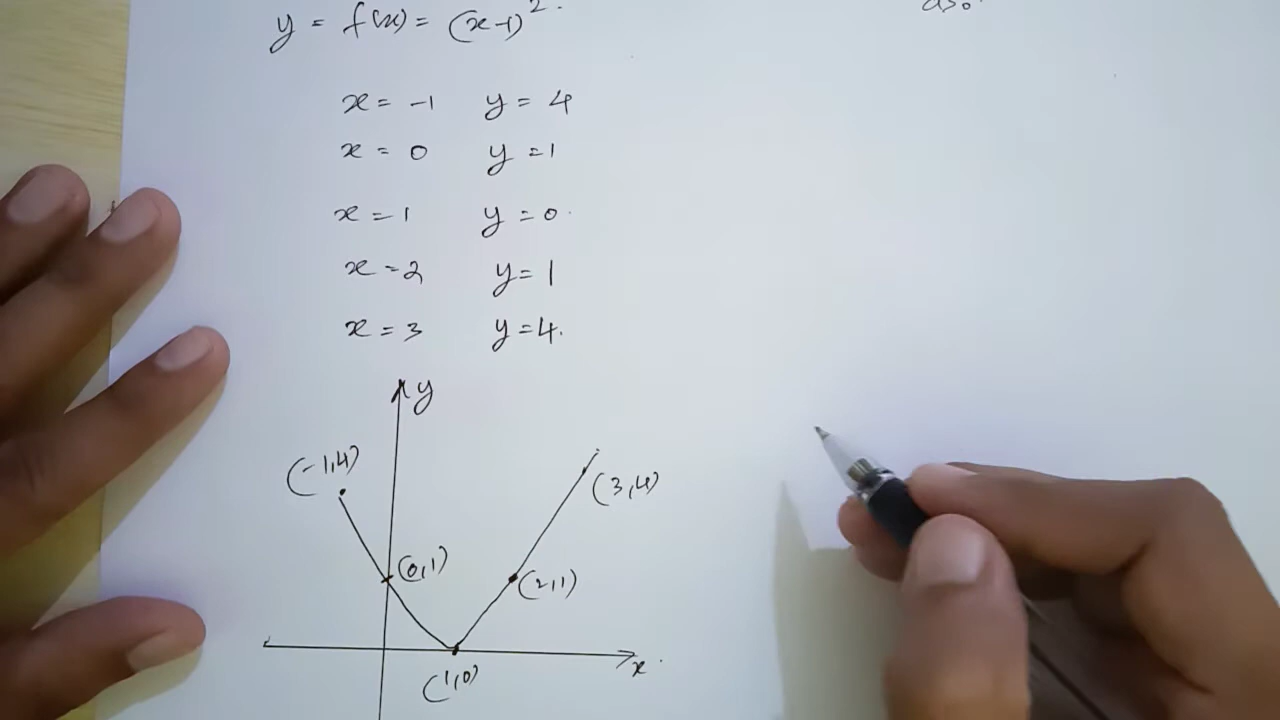 y = f(x) = (x-1)².
x = -1 y = 4
x = 0 y = 1
x = 1 y = 0.
x = 2 y = 1
x = 3 y = 4.
y
(-1,4)
(3,4)
(0,1)
(2,1)
x.
(1,0)